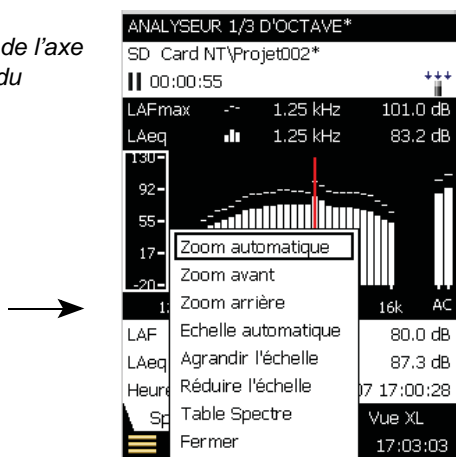 de l'axe
du
ANALYSEUR 1/3 D'OCTAVE*
SD Card NT\Projet002*
00:00:55
LAFmax 1.25 kHz 101.0 dB
LAeq 1.25 kHz 83.2 dB
130
92
55
17
-20
16k AC
Zoom automatique
Zoom avant
Zoom arrière
Echelle automatique
Agrandir l'échelle
Réduire l'échelle
Table Spectre
Fermer
LAF 80.0 dB
LAeq 87.3 dB
17:00:28
Vue XL
17:03:03